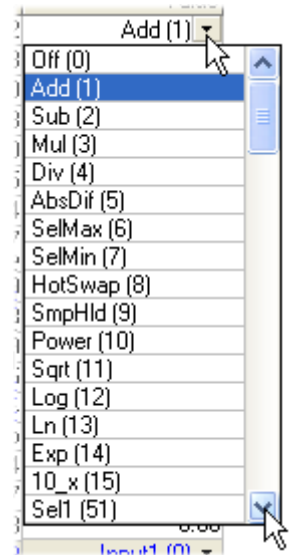 Add (1)
Off (0)
Add (1)
Sub (2)
Mul (3)
Div (4)
AbsDif (5)
SelMax (6)
SelMin (7)
HotSwap (8)
SmpHld (9)
Power (10)
Sqrt (11)
Log (12)
Ln (13)
Exp (14)
10_x (15)
Sel1 (51)
Input1 (0)